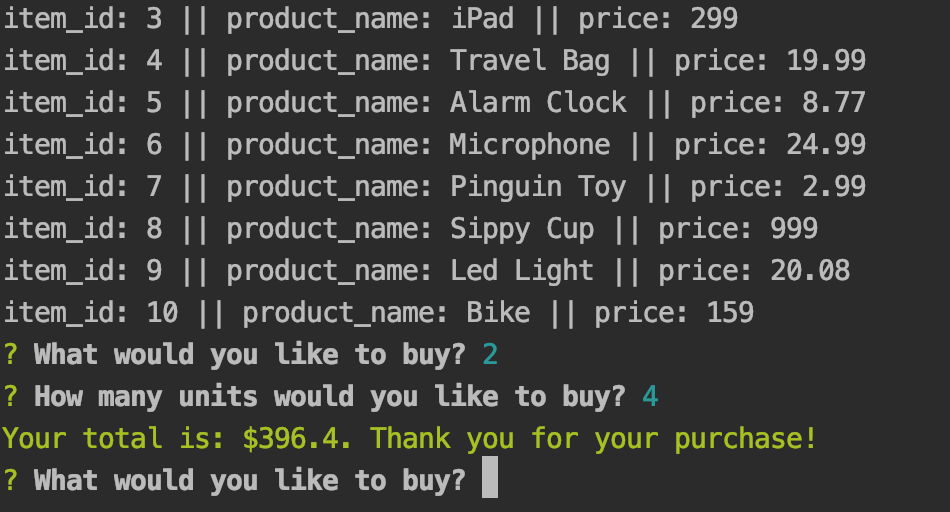 item_id: 3 || product_name: iPad || price: 299
item_id: 4 || product_name: Travel Bag || price: 19.99
item_id: 5 || product_name: Alarm Clock || price: 8.77
item_id: 6 || product_name: Microphone || price: 24.99
item_id: 7 || product_name: Pinguin Toy || price: 2.99
item_id: 8 || product_name: Sippy Cup || price: 999
item_id: 9 || product_name: Led Light || price: 20.08
item_id: 10 || product_name: Bike || price: 159
? What would you like to buy? 2
? How many units would you like to buy? 4
Your total is: $396.4. Thank you for your purchase!
? What would you like to buy?